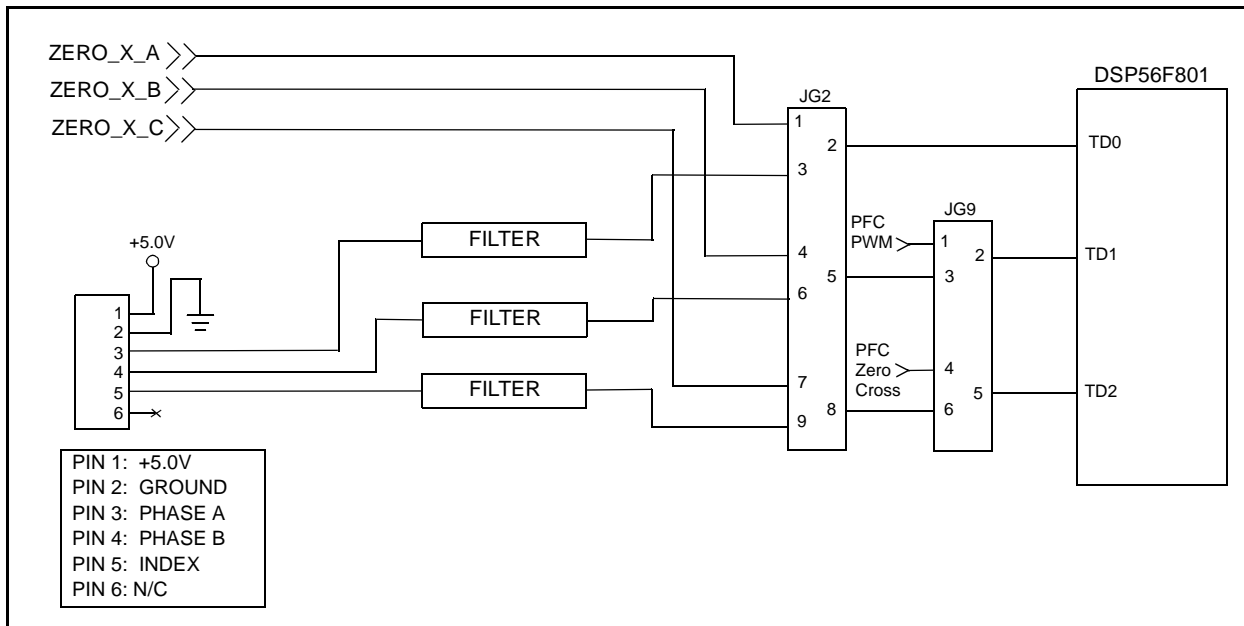 ZERO_X_A
ZERO_X_B
ZERO_X_C
DSP56F801
JG2
1
2
3
4
5
6
7
8
9
TD0
TD1
TD2
JG9
PFC
PWM
1
2
3
PFC
Zero
Cross
4
5
6
FILTER
FILTER
FILTER
+5.0V
1
2
3
4
5
6
PIN 1: +5.0V
PIN 2: GROUND
PIN 3: PHASE A
PIN 4: PHASE B
PIN 5: INDEX
PIN 6: N/C